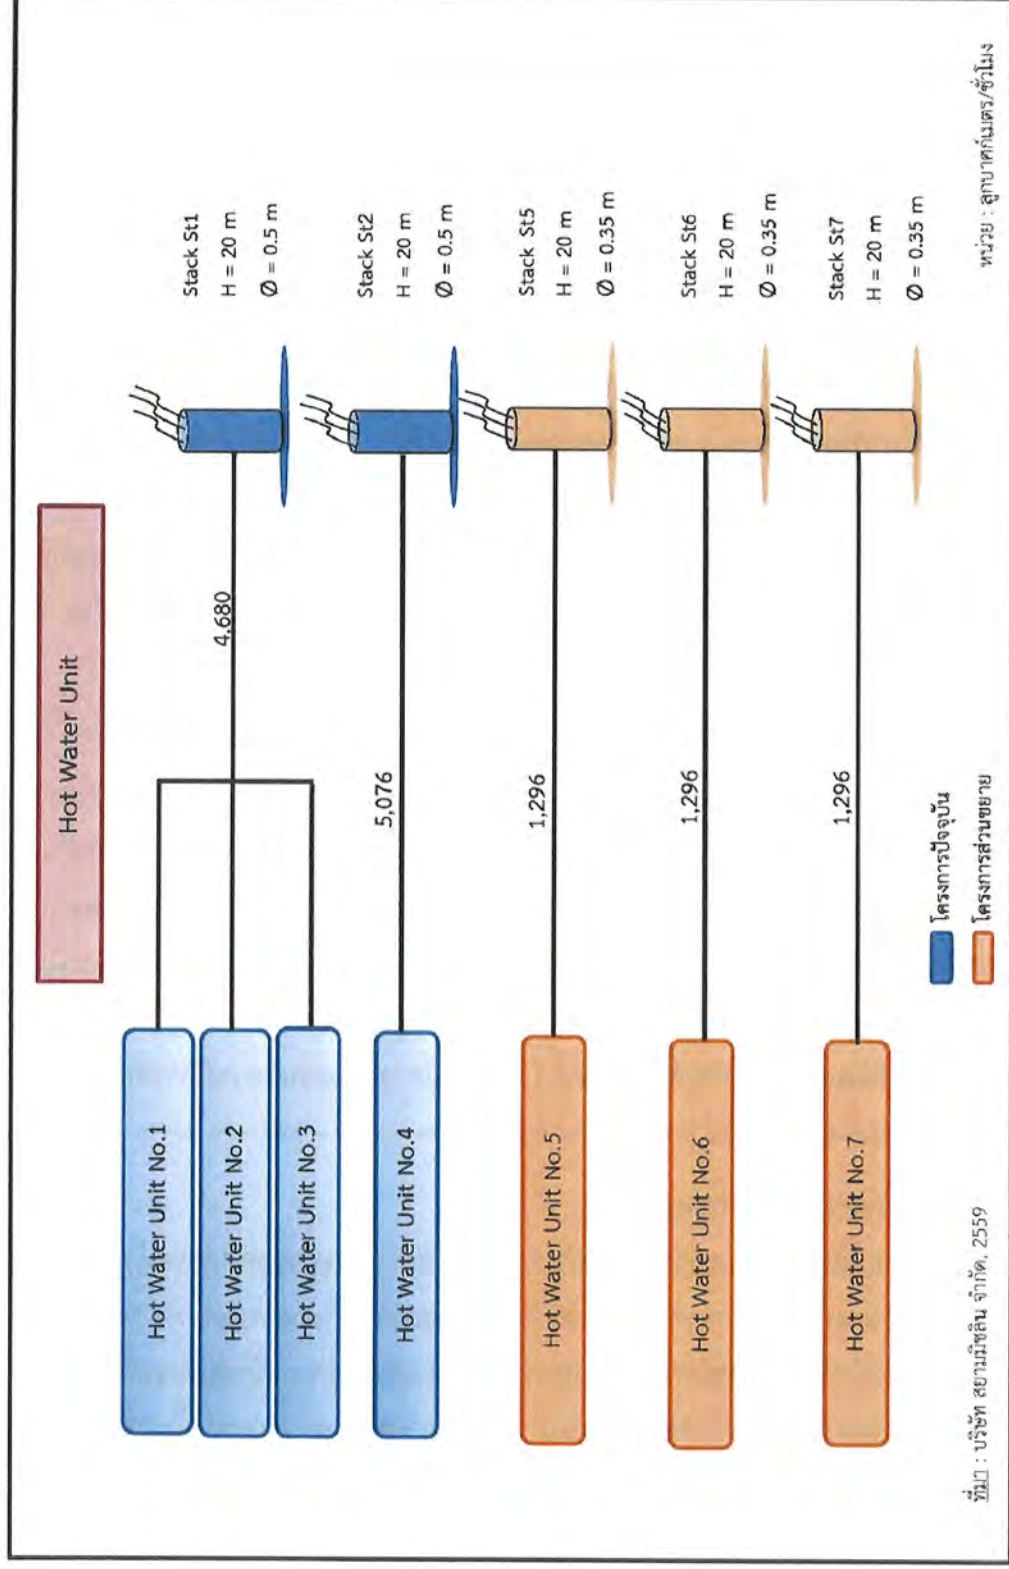 Hot Water Unit
Hot Water Unit No.1
Hot Water Unit No.2
Hot Water Unit No.3
4,680
Stack St1
H = 20 m
Ø = 0.5 m
Hot Water Unit No.4
5,076
Stack St2
H = 20 m
Ø = 0.5 m
Hot Water Unit No.5
1,296
Stack St5
H = 20 m
Ø = 0.35 m
Hot Water Unit No.6
1,296
Stack St6
H = 20 m
Ø = 0.35 m
Hot Water Unit No.7
1,296
Stack St7
H = 20 m
Ø = 0.35 m
โครงการปัจจุบัน
โครงการส่วนขยาย
ที่มา : บริษัท สยามมิชลิน จำกัด, 2559
หน่วย : ลูกบาศก์เมตร/ชั่วโมง